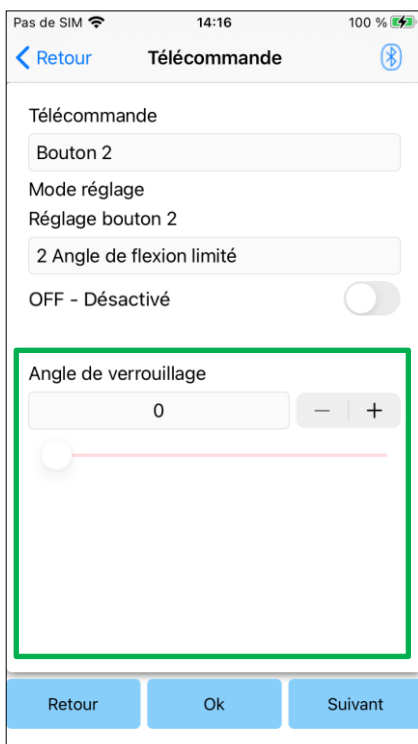 Pas de SIM 14:16 100 %
Retour Télécommande
Télécommande
Bouton 2
Mode réglage
Réglage bouton 2
2 Angle de flexion limité
OFF - Désactivé
Angle de verrouillage
0 − +
Retour Ok Suivant